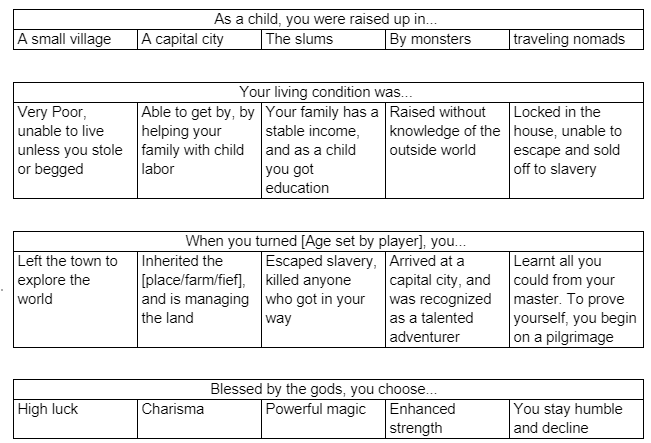 As a child, you were raised up in...
A small village
A capital city
The slums
By monsters
traveling nomads
Your living condition was...
Very Poor,
unable to live
unless you stole
or begged
Able to get by, by
helping your
family with child
labor
Your family has a
stable income,
and as a child
you got
education
Raised without
knowledge of the
outside world
Locked in the
house, unable to
escape and sold
off to slavery
When you turned [Age set by player], you...
Left the town to
explore the
world
Inherited the
[place/farm/fief],
and is managing
the land
Escaped slavery,
killed anyone
who got in your
way
Arrived at a
capital city, and
was recognized
as a talented
adventurer
Learnt all you
could from your
master. To prove
yourself, you begin
on a pilgrimage
Blessed by the gods, you choose...
High luck
Charisma
Powerful magic
Enhanced
strength
You stay humble
and decline